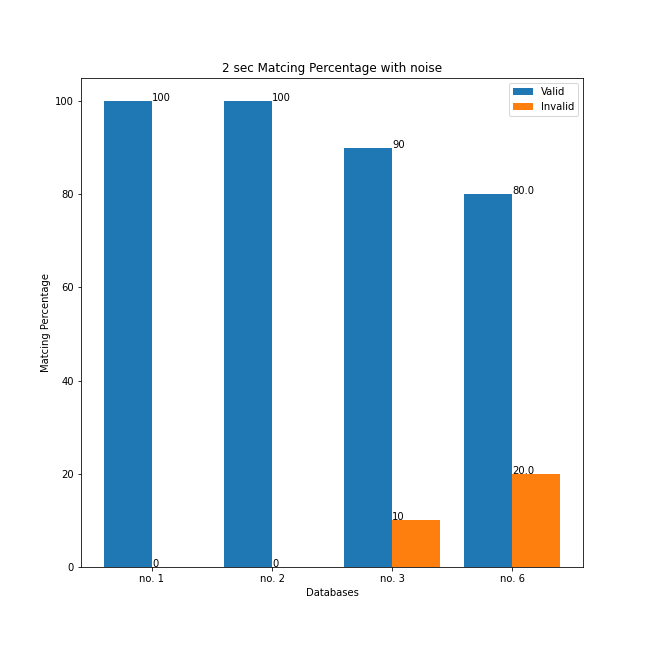 2 sec Matcing Percentage with noise
Valid
Invalid
100
100
90
80.0
0
0
10
20.0
100
80
60
40
20
0
Matcing Percentage
no. 1
no. 2
no. 3
no. 6
Databases